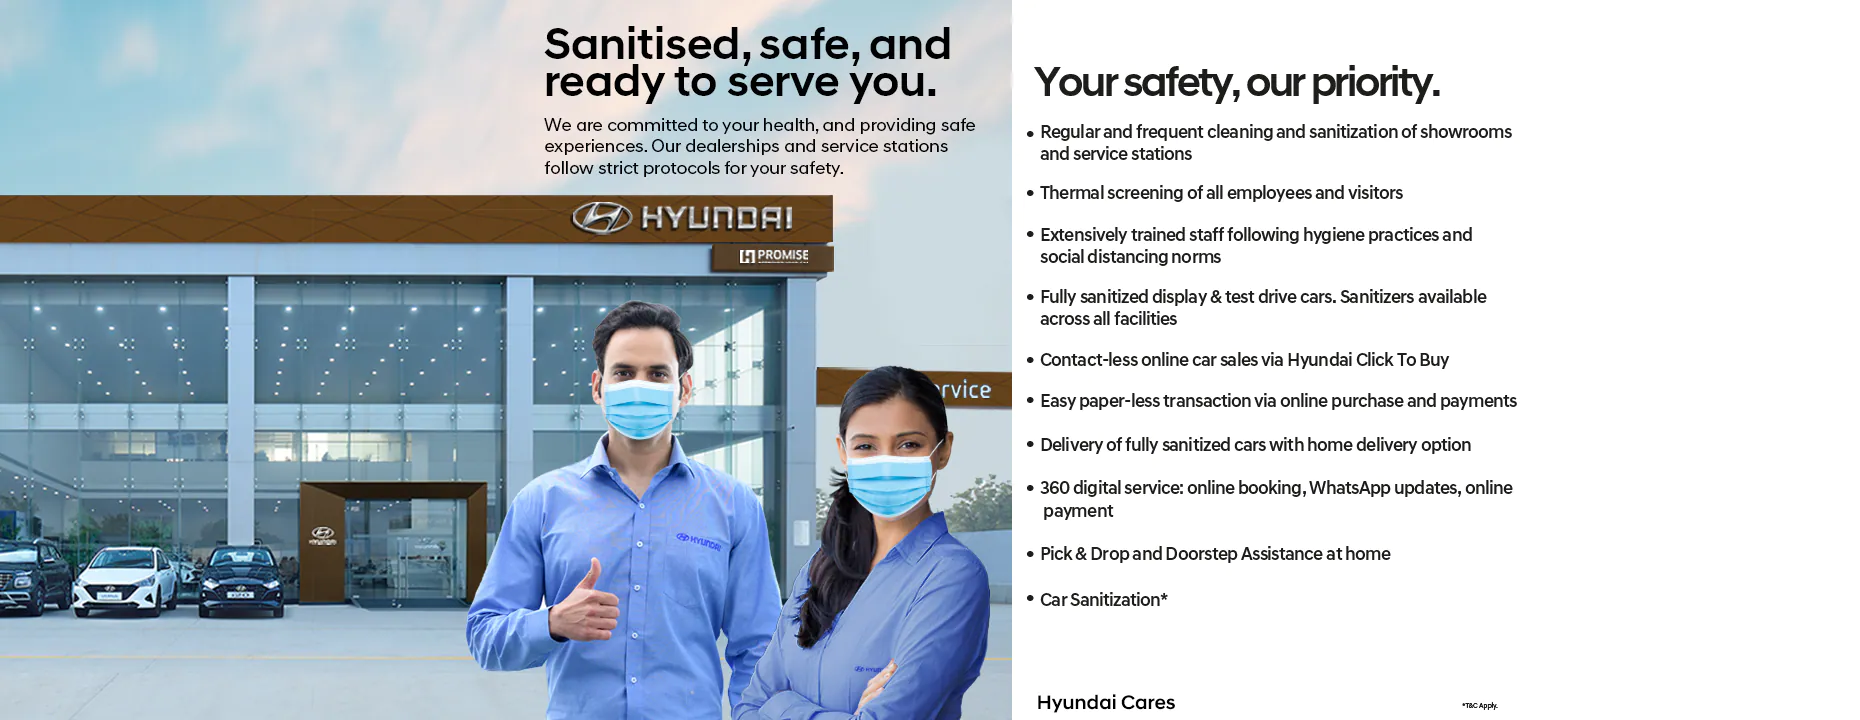 Sanitised, safe, and
ready to serve you.
We are committed to your health, and providing safe
experiences. Our dealerships and service stations
follow strict protocols for your safety.
HYUNDAI
PROMISE
rvice
HYUNDAI
HYUNDAI
Your safety, our priority.
• Regular and frequent cleaning and sanitization of showrooms
and service stations
• Thermal screening of all employees and visitors
• Extensively trained staff following hygiene practices and
social distancing norms
• Fully sanitized display & test drive cars. Sanitizers available
across all facilities
• Contact-less online car sales via Hyundai Click To Buy
• Easy paper-less transaction via online purchase and payments
• Delivery of fully sanitized cars with home delivery option
• 360 digital service: online booking, WhatsApp updates, online
payment
• Pick & Drop and Doorstep Assistance at home
• Car Sanitization*
Hyundai Cares
*T&C Apply.